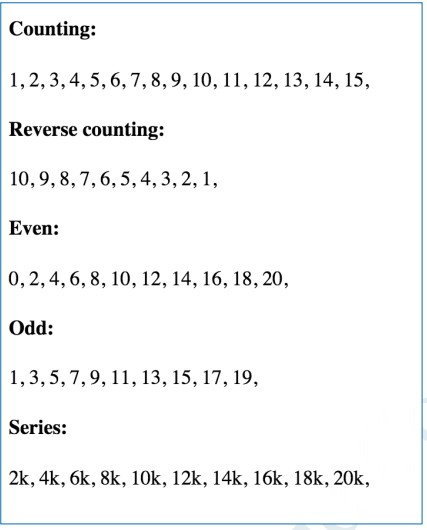 Counting:
1, 2, 3, 4, 5, 6, 7, 8, 9, 10, 11, 12, 13, 14, 15,
Reverse counting:
10, 9, 8, 7, 6, 5, 4, 3, 2, 1,
Even:
0, 2, 4, 6, 8, 10, 12, 14, 16, 18, 20,
Odd:
1, 3, 5, 7, 9, 11, 13, 15, 17, 19,
Series:
2k, 4k, 6k, 8k, 10k, 12k, 14k, 16k, 18k, 20k,